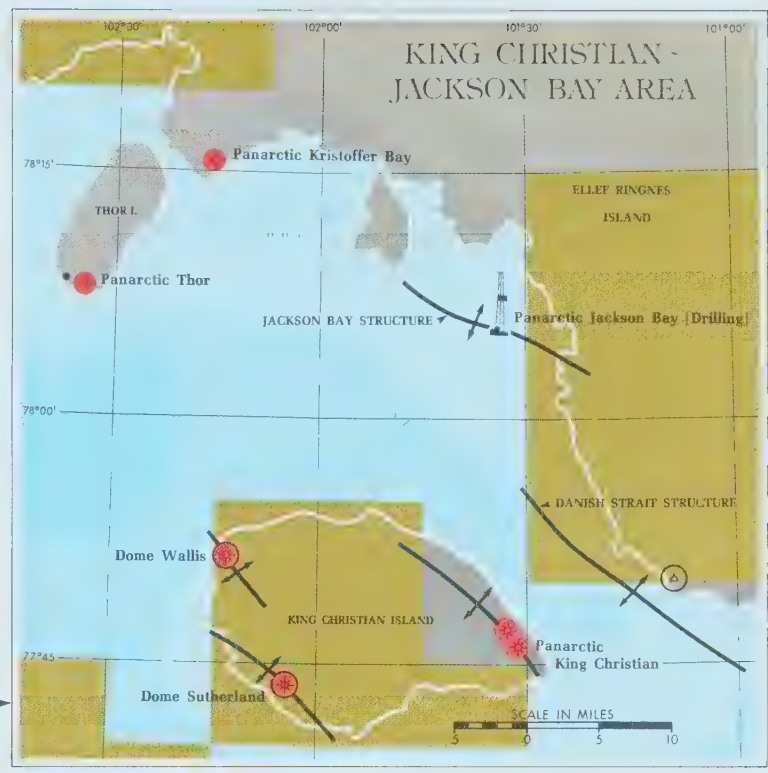 102°30'
102°00'
101°30'
101°00'
KING CHRISTIAN -
JACKSON BAY AREA
78°15'
Panarctic Kristoffer Bay
ELLEF RINGNES
ISLAND
THOR I.
Panarctic Thor
JACKSON BAY STRUCTURE
Panarctic Jackson Bay [Drilling]
78°00'
DANISH STRAIT STRUCTURE
Dome Wallis
KING CHRISTIAN ISLAND
Panarctic
King Christian
77°45
Dome Sutherland
SCALE IN MILES
5 0 5 10